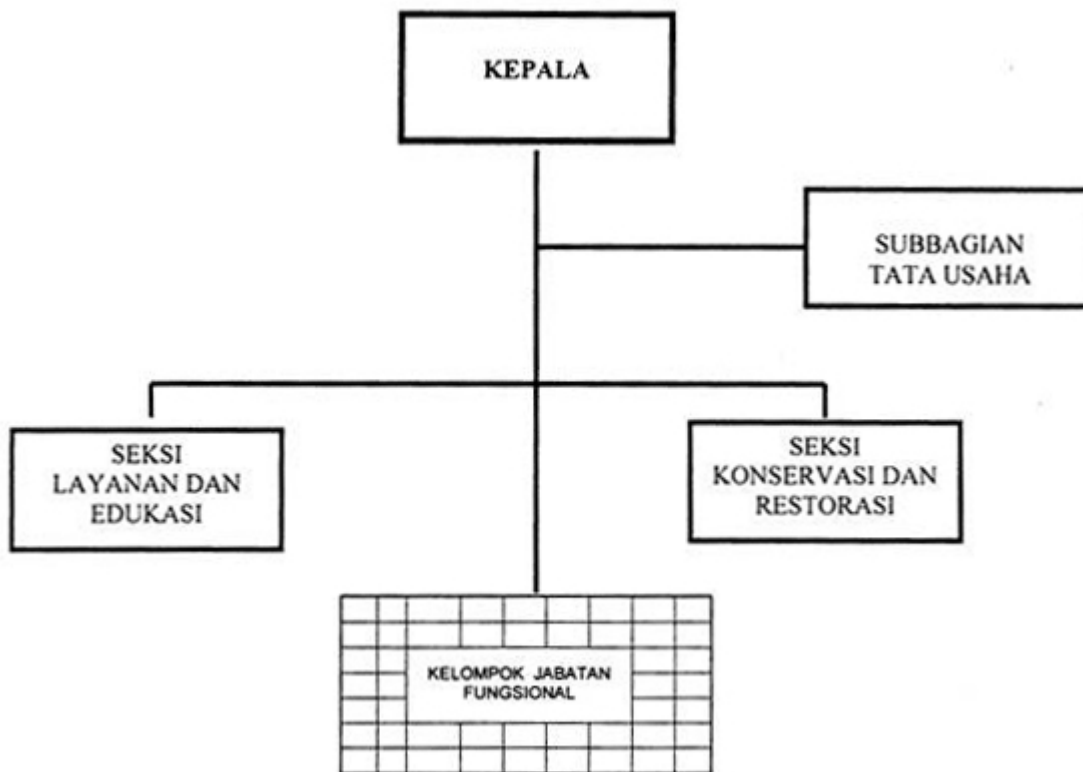 KEPALA
SUBBAGIAN
TATA USAHA
SEKSI
LAYANAN DAN
EDUKASI
SEKSI
KONSERVASI DAN
RESTORASI
KELOMPOK JABATAN
FUNGSIONAL